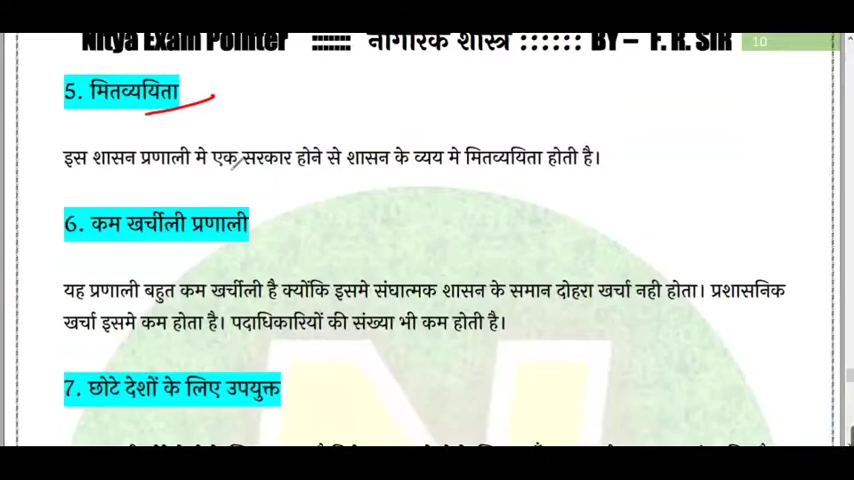 Nitya Exam Pointer :::::: नागरिक शास्त्र :::::: BY – F. R. SIR 10
5. मितव्ययिता
इस शासन प्रणाली मे एक सरकार होने से शासन के व्यय मे मितव्ययिता होती है।
6. कम खर्चीली प्रणाली
यह प्रणाली बहुत कम खर्चीली है क्योंकि इसमे संघात्मक शासन के समान दोहरा खर्चा नही होता। प्रशासनिक
खर्चा इसमे कम होता है। पदाधिकारियों की संख्या भी कम होती है।
7. छोटे देशों के लिए उपयुक्त